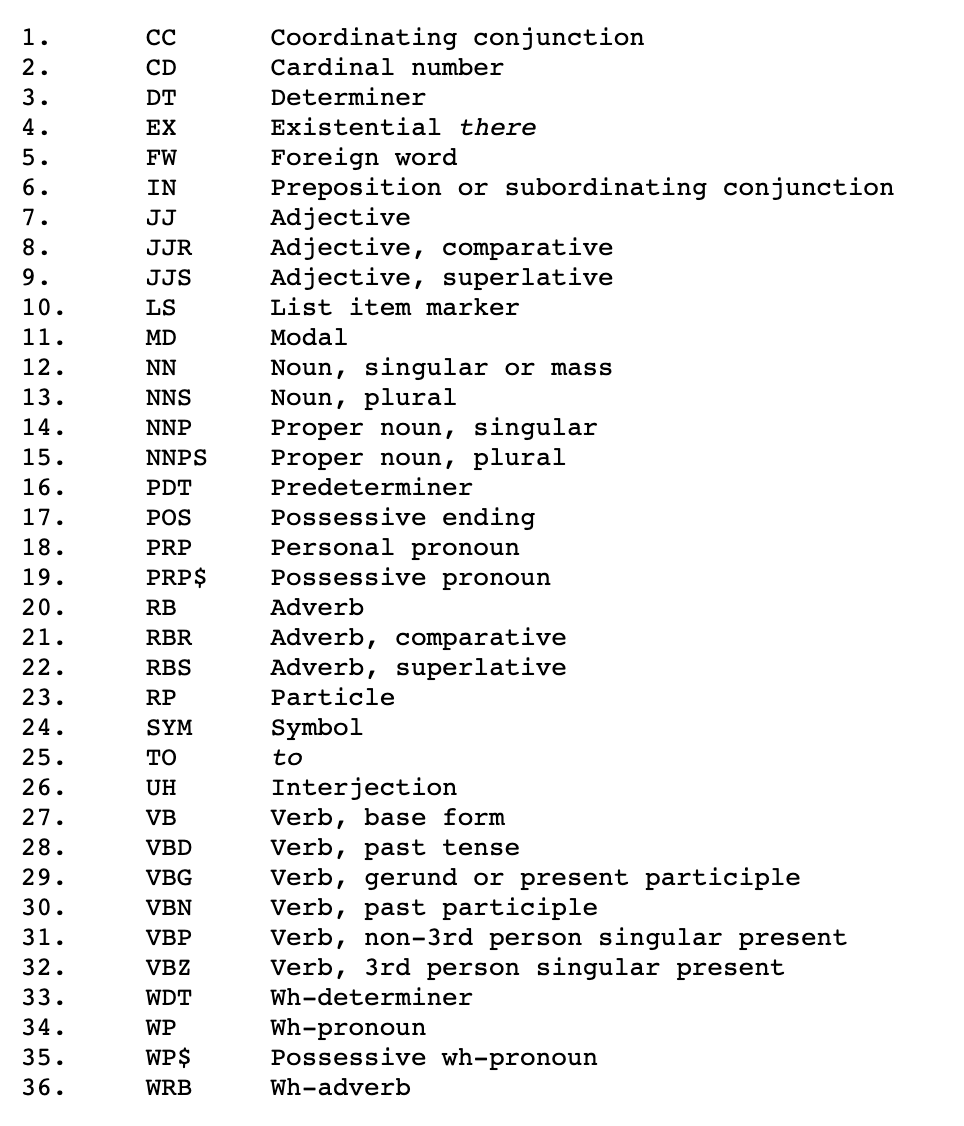 1. CC Coordinating conjunction
2. CD Cardinal number
3. DT Determiner
4. EX Existential there
5. FW Foreign word
6. IN Preposition or subordinating conjunction
7. JJ Adjective
8. JJR Adjective, comparative
9. JJS Adjective, superlative
10. LS List item marker
11. MD Modal
12. NN Noun, singular or mass
13. NNS Noun, plural
14. NNP Proper noun, singular
15. NNPS Proper noun, plural
16. PDT Predeterminer
17. POS Possessive ending
18. PRP Personal pronoun
19. PRP$ Possessive pronoun
20. RB Adverb
21. RBR Adverb, comparative
22. RBS Adverb, superlative
23. RP Particle
24. SYM Symbol
25. TO to
26. UH Interjection
27. VB Verb, base form
28. VBD Verb, past tense
29. VBG Verb, gerund or present participle
30. VBN Verb, past participle
31. VBP Verb, non-3rd person singular present
32. VBZ Verb, 3rd person singular present
33. WDT Wh-determiner
34. WP Wh-pronoun
35. WP$ Possessive wh-pronoun
36. WRB Wh-adverb